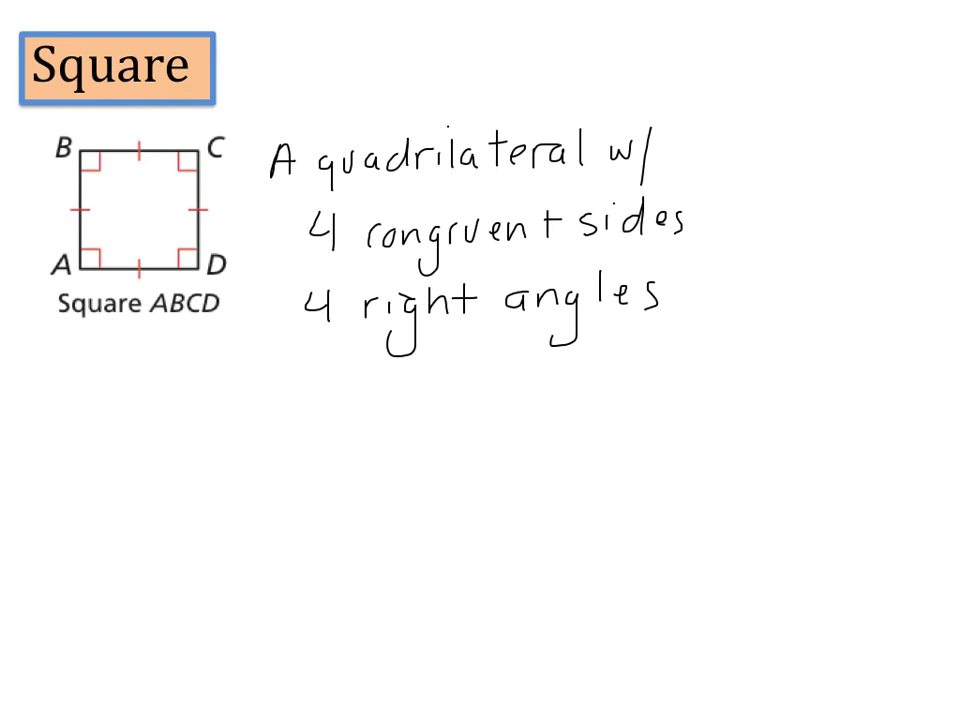 Square
B C
A D
Square ABCD
A quadrilateral w/
4 congruent sides
4 right angles